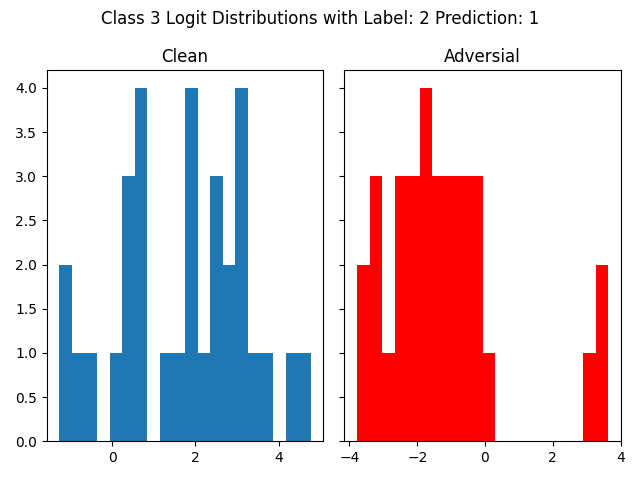 Class 3 Logit Distributions with Label: 2 Prediction: 1
Clean
Adversial
4.0
3.5
3.0
2.5
2.0
1.5
1.0
0.5
0.0
0 2 4
−4 −2 0 2 4